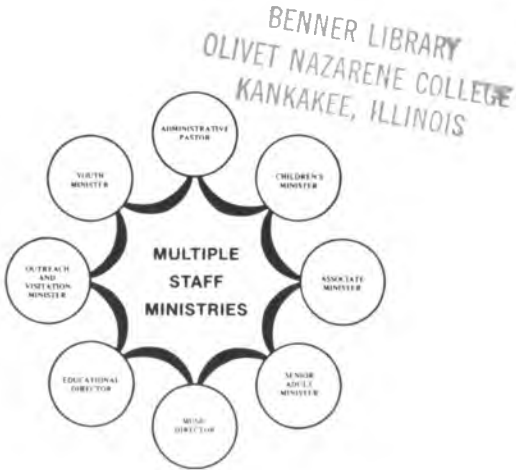 BENNER LIBRARY
OLIVET NAZARENE COLLEGE
KANKAKEE, ILLINOIS
ADMINISTRATIVE
PASTOR
YOUTH
MINISTER
CHILDREN'S
MINISTER
OUTREACH
AND
VISITATION
MINISTER
MULTIPLE
STAFF
MINISTRIES
ASSOCIATE
MINISTER
EDUCATIONAL
DIRECTOR
SENIOR
ADULT
MINISTER
MUSIC
DIRECTOR